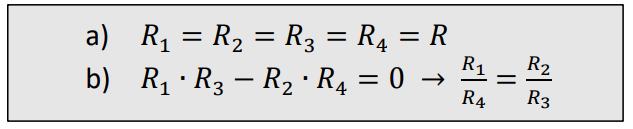 a) R₁ = R₂ = R₃ = R₄ = R
b) R₁ · R₃ − R₂ · R₄ = 0 → R₁/R₄ = R₂/R₃